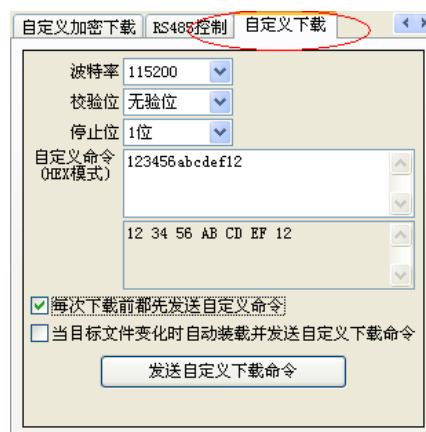 自定义加密下载 RS485控制 自定义下载
波特率 115200
校验位 无验位
停止位 1位
自定义命令
(HEX模式)
123456abcdef12
12 34 56 AB CD EF 12
每次下载前都先发送自定义命令
当目标文件变化时自动装载并发送自定义下载命令
发送自定义下载命令